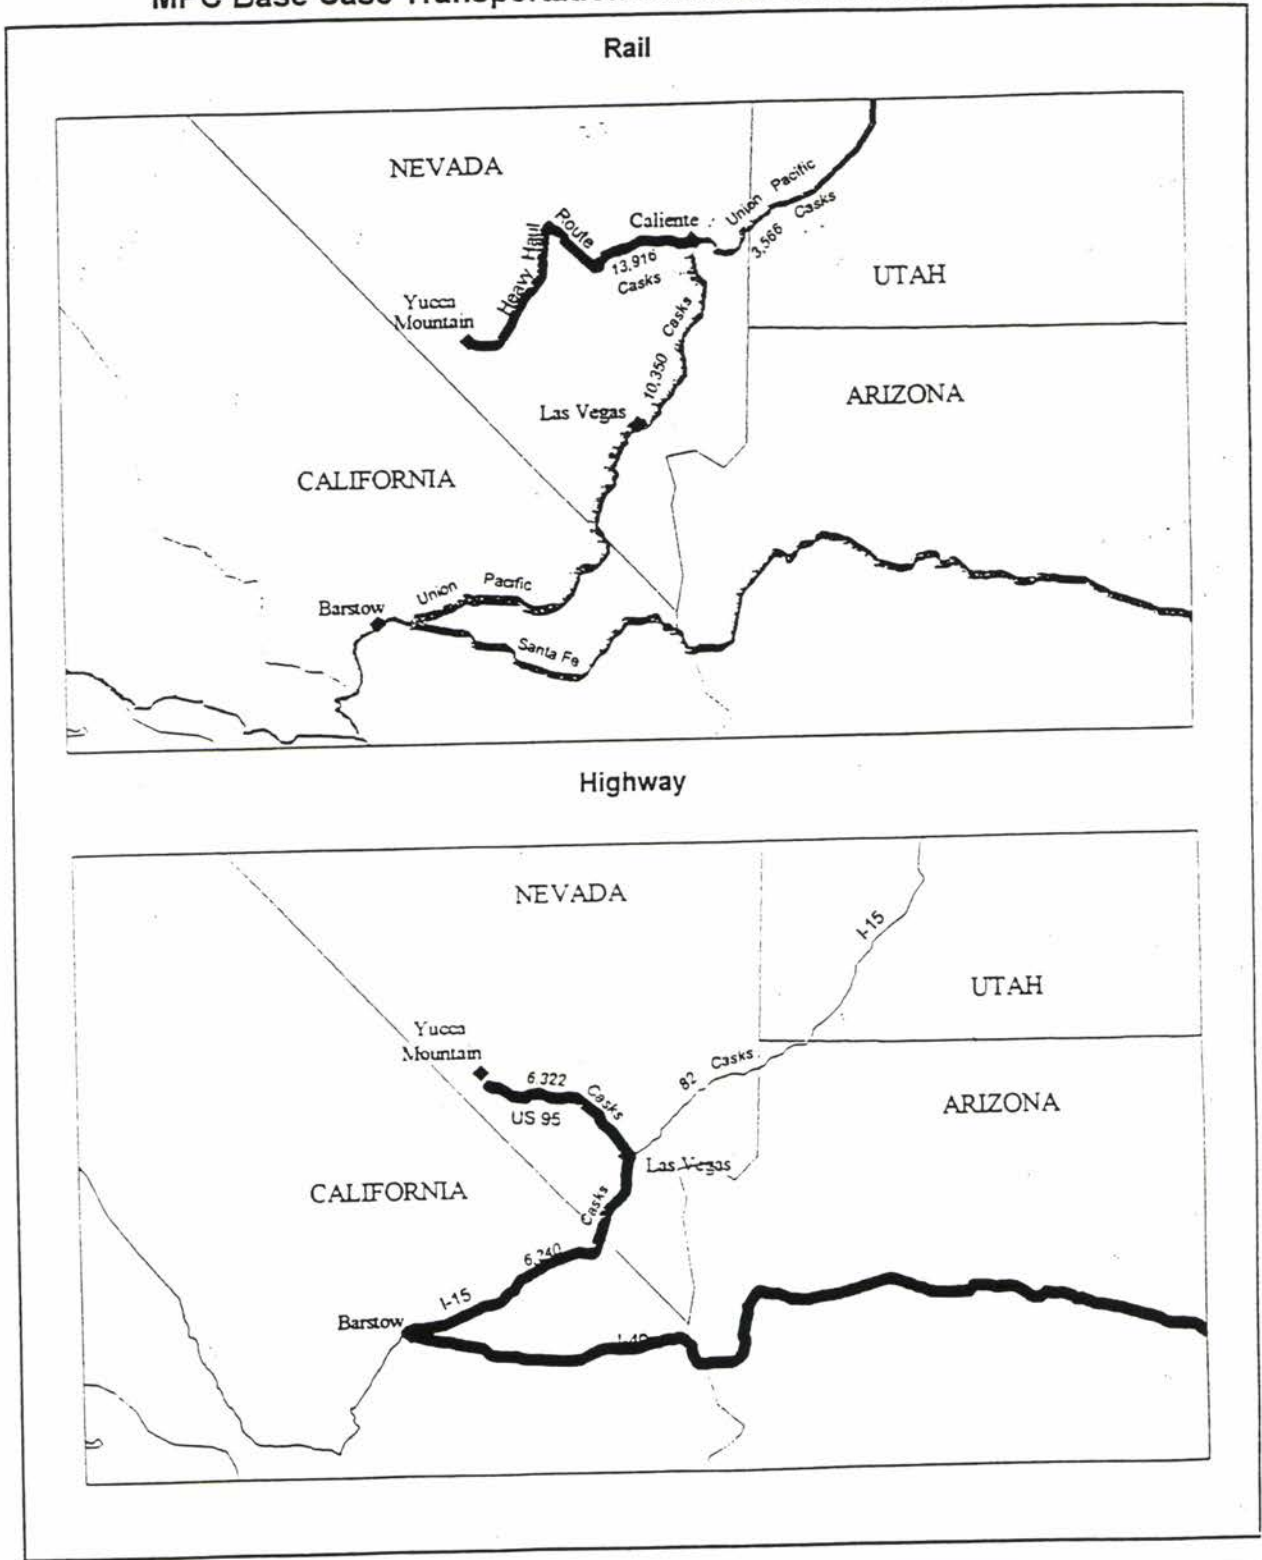 MPC Base Case Transportation
Rail
NEVADA
Union Pacific
3,566 Casks
Caliente
Route
Heavy Haul
13,916
Casks
UTAH
Yucca
Mountain
10,350 Casks
ARIZONA
Las Vegas
CALIFORNIA
Union Pacific
Barstow
Santa Fe
Highway
NEVADA
I-15
UTAH
Yucca
Mountain
6,322 Casks
US 95
82 Casks
ARIZONA
Las Vegas
CALIFORNIA
6,240 Casks
I-15
Barstow
I-40